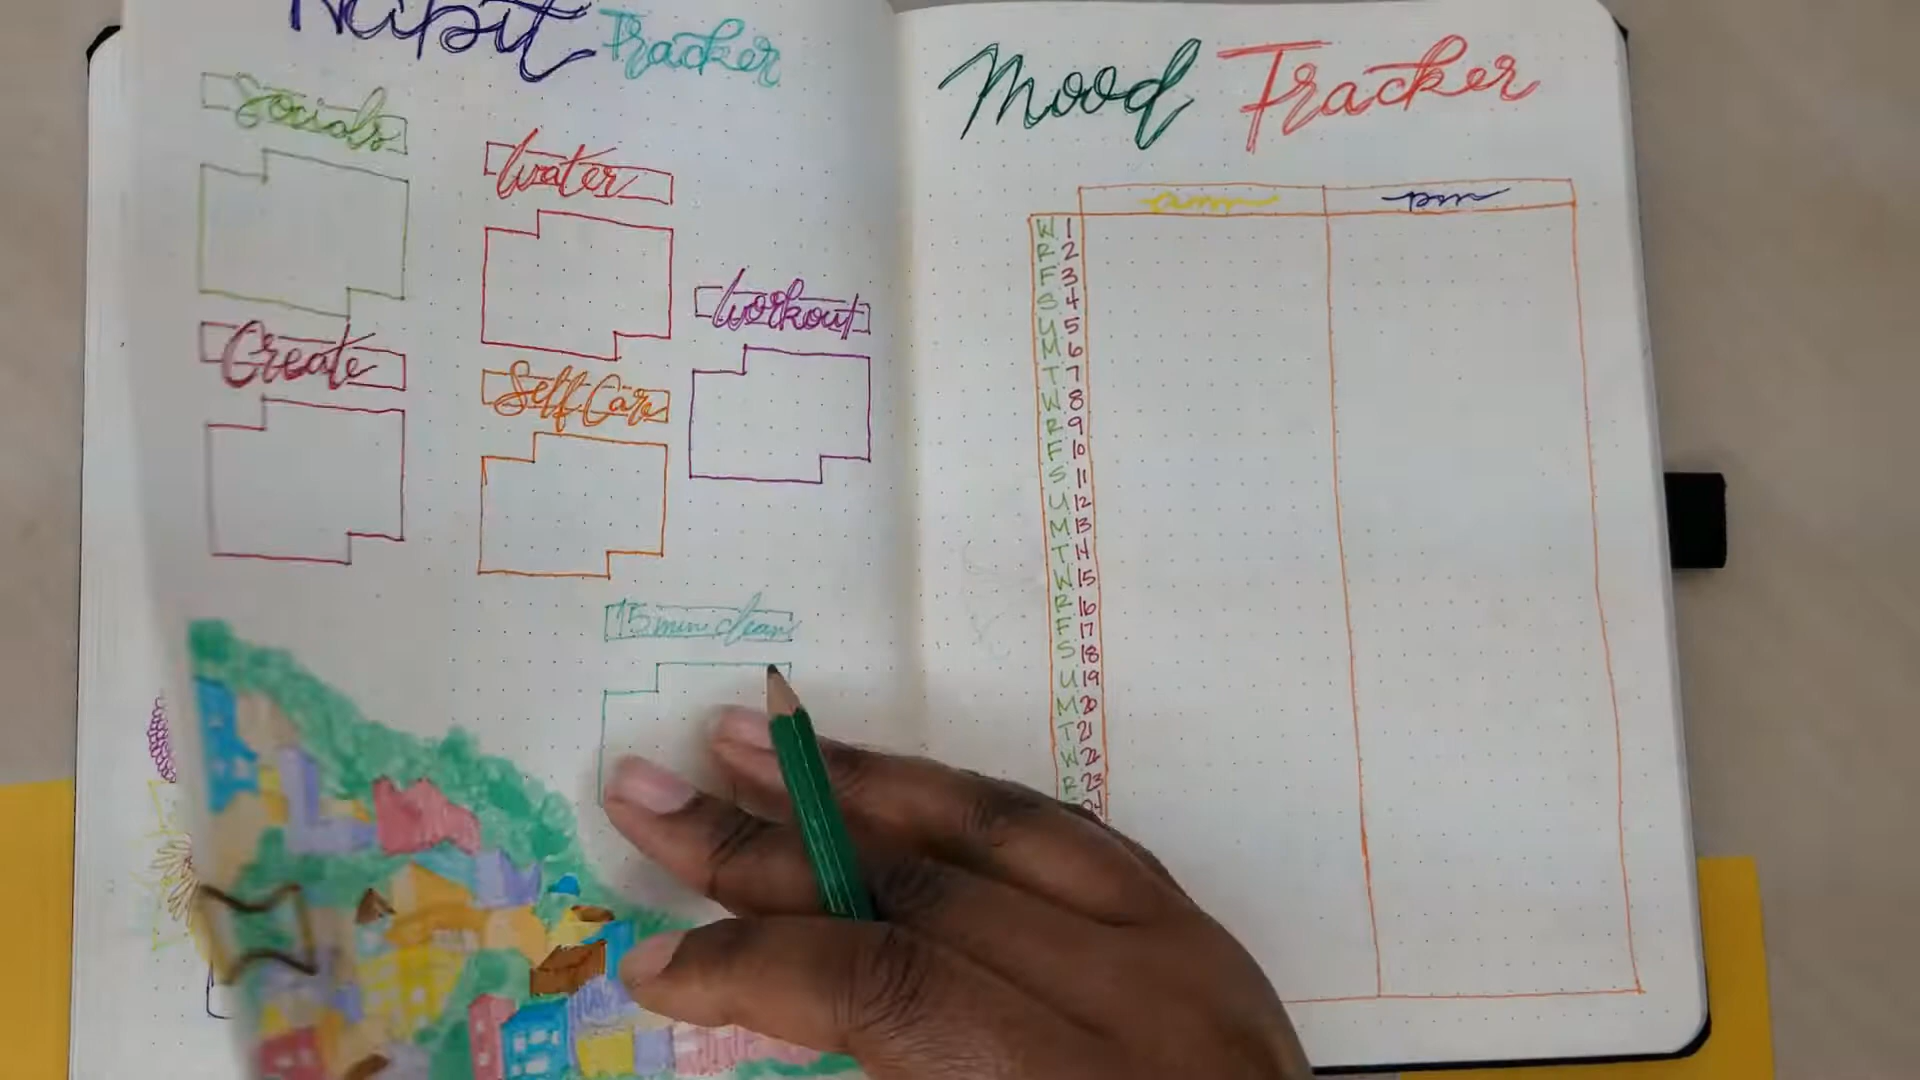 Habit Tracker
Socials
Water
Workout
Create
Self Care
15 min clean
Mood Tracker
am pm
W 1
R 2
F 3
S 4
U 5
M 6
T 7
W 8
R 9
F 10
S 11
U 12
M 13
T 14
W 15
R 16
F 17
S 18
U 19
M 20
T 21
W 22
R 23